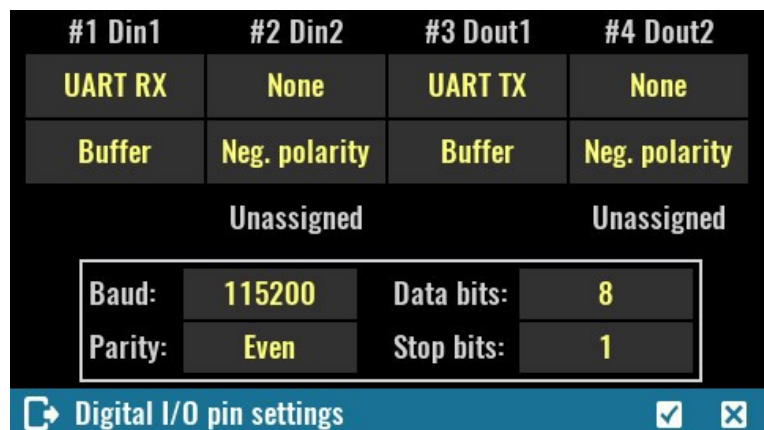 #1 Din1 #2 Din2 #3 Dout1 #4 Dout2
UART RX None UART TX None
Buffer Neg. polarity Buffer Neg. polarity
Unassigned Unassigned
Baud: 115200 Data bits: 8
Parity: Even Stop bits: 1
Digital I/O pin settings